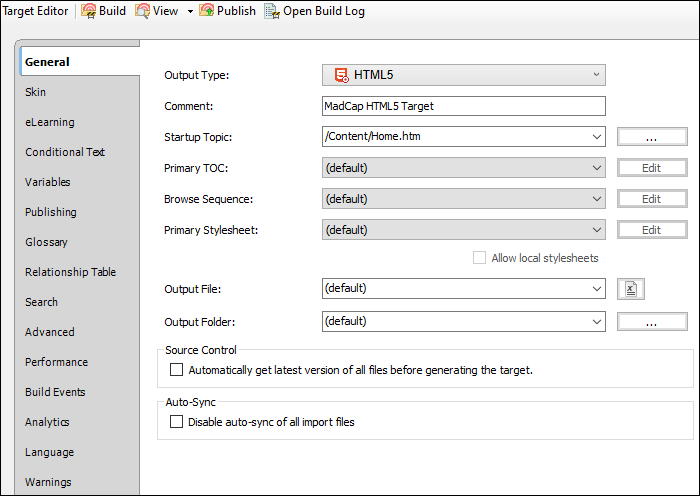 Target Editor Build View Publish Open Build Log
General
Skin
eLearning
Conditional Text
Variables
Publishing
Glossary
Relationship Table
Search
Advanced
Performance
Build Events
Analytics
Language
Warnings
Output Type: HTML5
Comment: MadCap HTML5 Target
Startup Topic: /Content/Home.htm ...
Primary TOC: (default) Edit
Browse Sequence: (default) Edit
Primary Stylesheet: (default) Edit
Allow local stylesheets
Output File: (default)
Output Folder: (default) ...
Source Control
Automatically get latest version of all files before generating the target.
Auto-Sync
Disable auto-sync of all import files